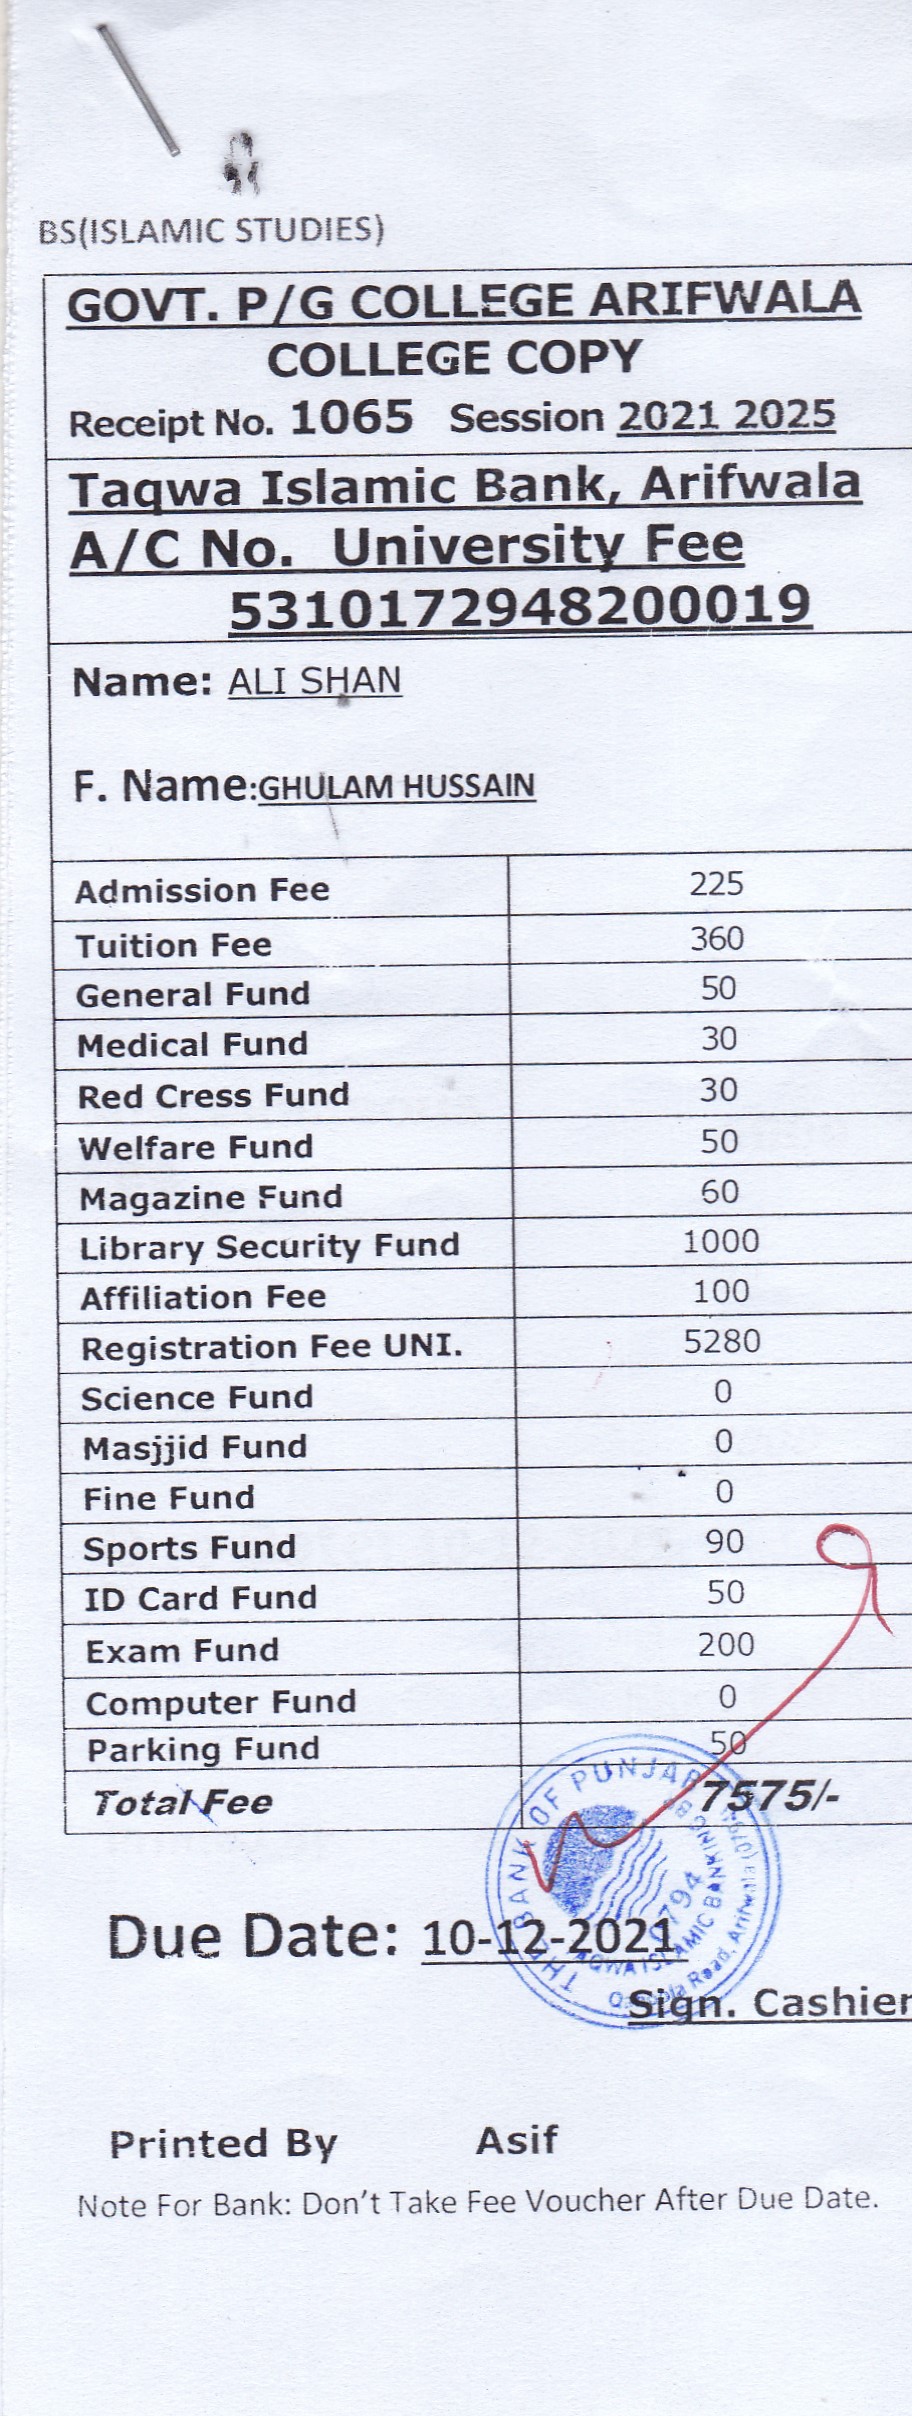 BS(ISLAMIC STUDIES)
GOVT. P/G COLLEGE ARIFWALA
COLLEGE COPY
Receipt No. 1065 Session 2021 2025
Taqwa Islamic Bank, Arifwala
A/C No. University Fee
5310172948200019
Name: ALI SHAN
F. Name:GHULAM HUSSAIN
Admission Fee 225
Tuition Fee 360
General Fund 50
Medical Fund 30
Red Cress Fund 30
Welfare Fund 50
Magazine Fund 60
Library Security Fund 1000
Affiliation Fee 100
Registration Fee UNI. 5280
Science Fund 0
Masjjid Fund 0
Fine Fund 0
Sports Fund 90
ID Card Fund 50
Exam Fund 200
Computer Fund 0
Parking Fund 50
Total Fee 7575/-
THE BANK OF PUNJAB
0794
ISLAMIC BANKING
Road, Arifwala
Due Date: 10-12-2021
Sign. Cashier
Printed By Asif
Note For Bank: Don't Take Fee Voucher After Due Date.